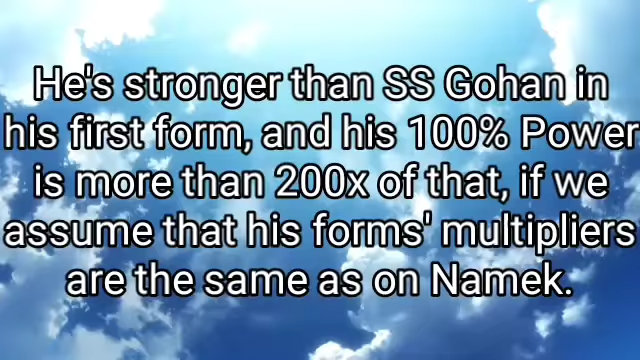 He's stronger than SS Gohan in
his first form, and his 100% Power
is more than 200x of that, if we
assume that his forms' multipliers
are the same as on Namek.